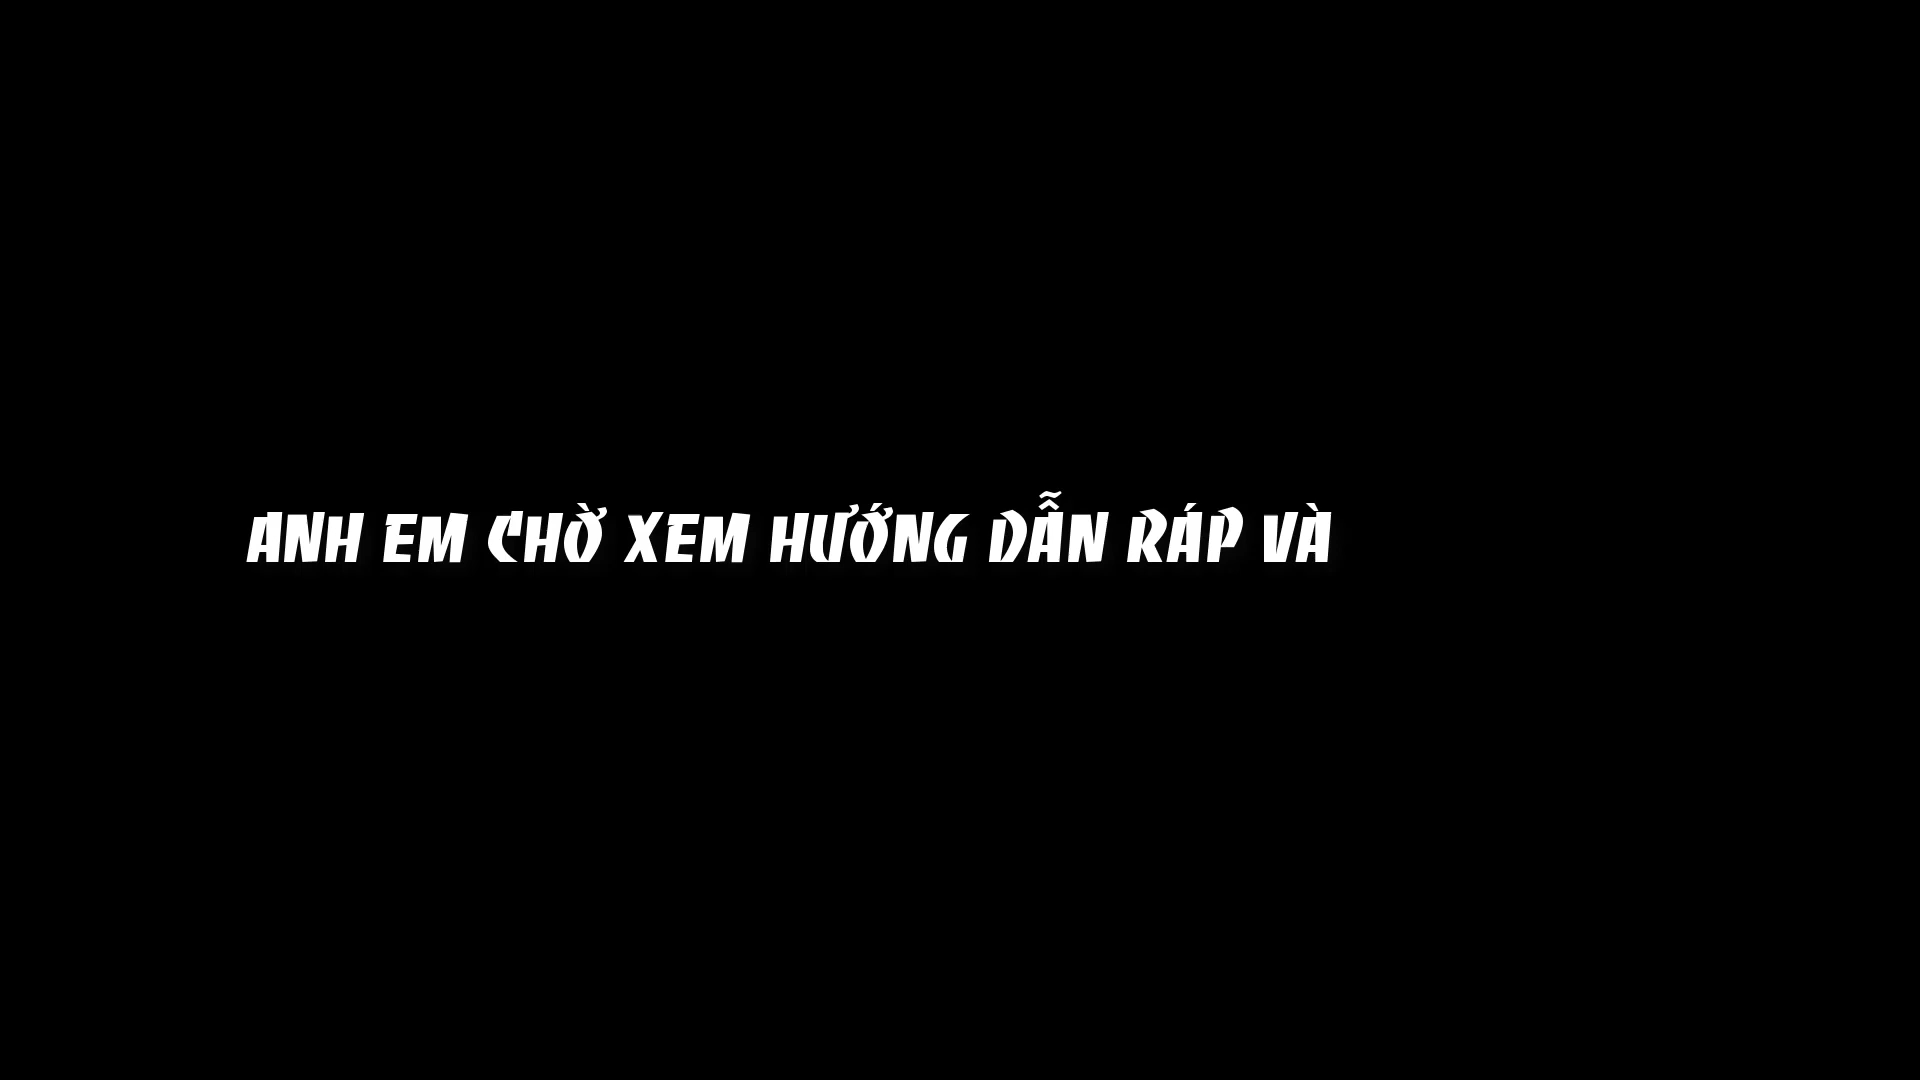 ANH EM CHỜ XEM HƯỚNG DẪN RÁP VÀ